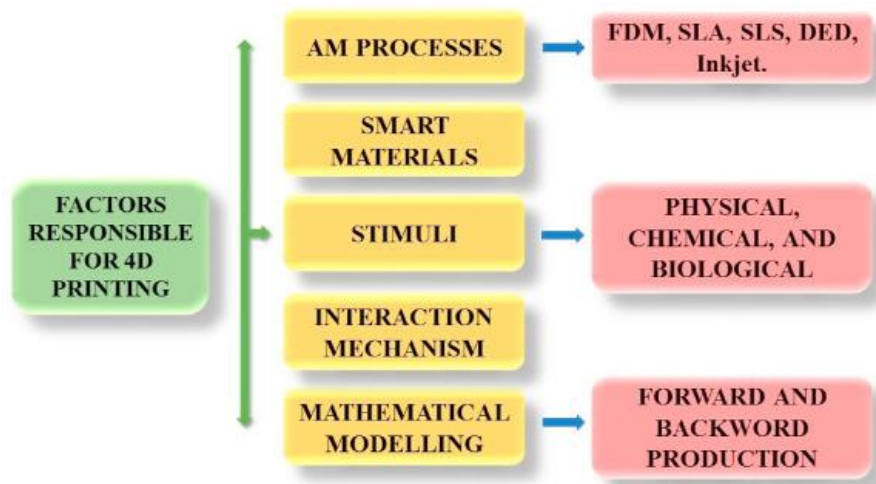 FACTORS
RESPONSIBLE
FOR 4D
PRINTING
AM PROCESSES
FDM, SLA, SLS, DED,
Inkjet.
SMART
MATERIALS
STIMULI
PHYSICAL,
CHEMICAL, AND
BIOLOGICAL
INTERACTION
MECHANISM
MATHEMATICAL
MODELLING
FORWARD AND
BACKWORD
PRODUCTION